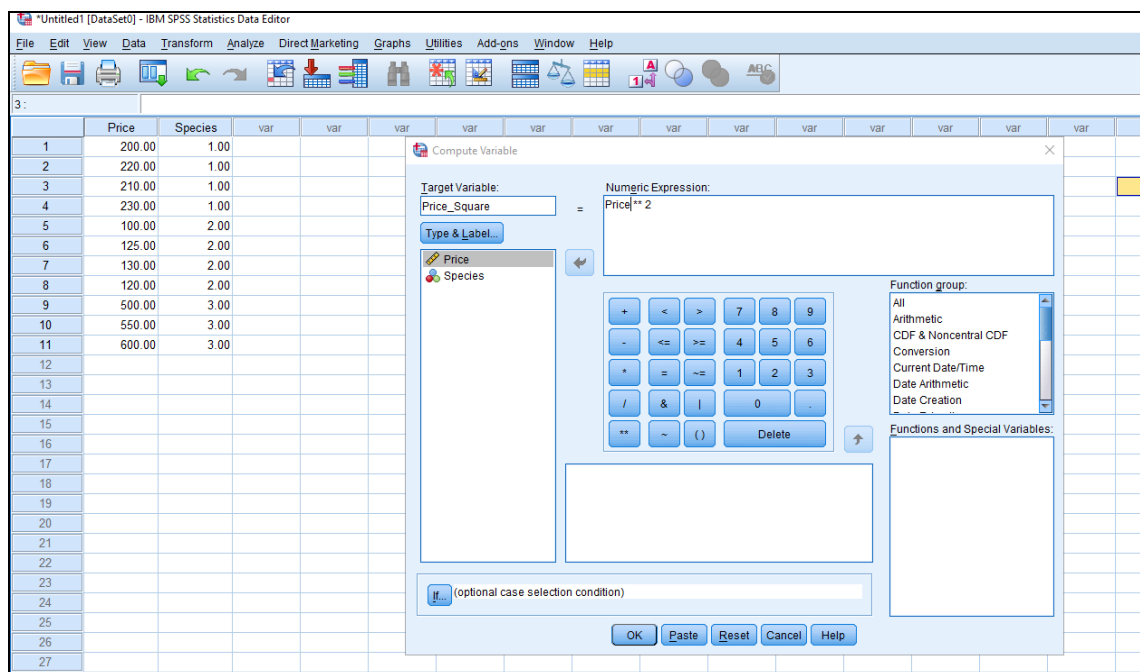 *Untitled1 [DataSet0] - IBM SPSS Statistics Data Editor
File Edit View Data Transform Analyze Direct Marketing Graphs Utilities Add-ons Window Help
3 :
Price Species var var var var var var var var var var var var var
1 200.00 1.00
2 220.00 1.00
3 210.00 1.00
4 230.00 1.00
5 100.00 2.00
6 125.00 2.00
7 130.00 2.00
8 120.00 2.00
9 500.00 3.00
10 550.00 3.00
11 600.00 3.00
12
13
14
15
16
17
18
19
20
21
22
23
24
25
26
27
Compute Variable
Target Variable:
Price_Square
=
Numeric Expression:
Price ** 2
Type & Label...
Price
Species
+ < > 7 8 9
- <= >= 4 5 6
* = ~= 1 2 3
/ & | 0 .
** ~ ( ) Delete
Function group:
All
Arithmetic
CDF & Noncentral CDF
Conversion
Current Date/Time
Date Arithmetic
Date Creation
Functions and Special Variables:
If... (optional case selection condition)
OK Paste Reset Cancel Help